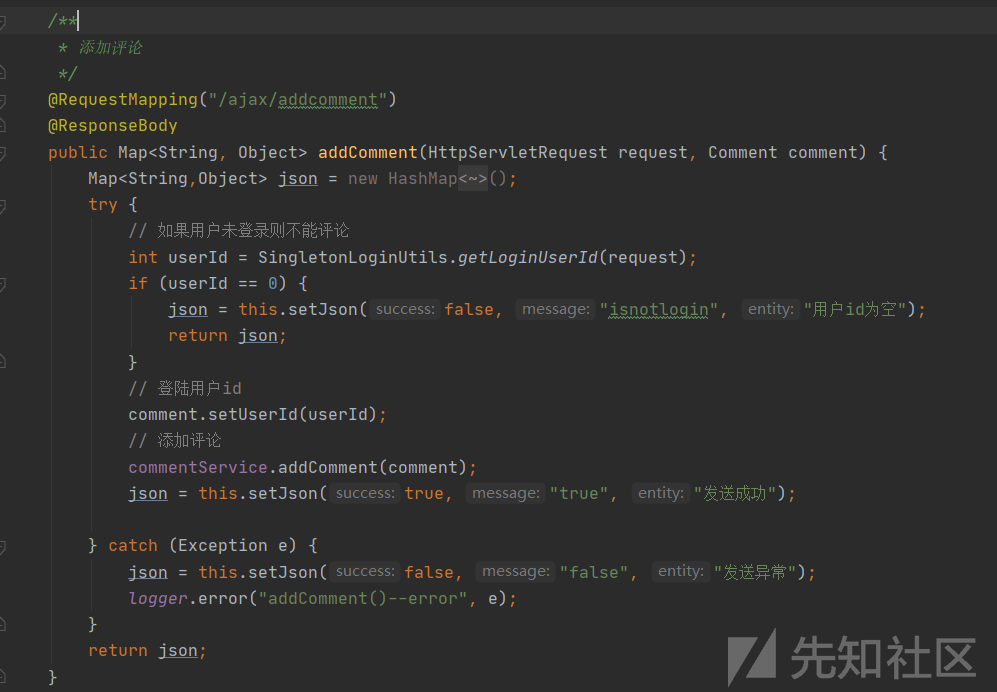 /**
* 添加评论
*/
@RequestMapping("/ajax/addcomment")
@ResponseBody
public Map<String, Object> addComment(HttpServletRequest request, Comment comment) {
Map<String,Object> json = new HashMap<~>();
try {
// 如果用户未登录则不能评论
int userId = SingletonLoginUtils.getLoginUserId(request);
if (userId == 0) {
json = this.setJson( success: false, message: "isnotlogin", entity: "用户id为空");
return json;
}
// 登陆用户id
comment.setUserId(userId);
// 添加评论
commentService.addComment(comment);
json = this.setJson( success: true, message: "true", entity: "发送成功");
} catch (Exception e) {
json = this.setJson( success: false, message: "false", entity: "发送异常");
logger.error("addComment()--error", e);
}
return json;
}
先知社区